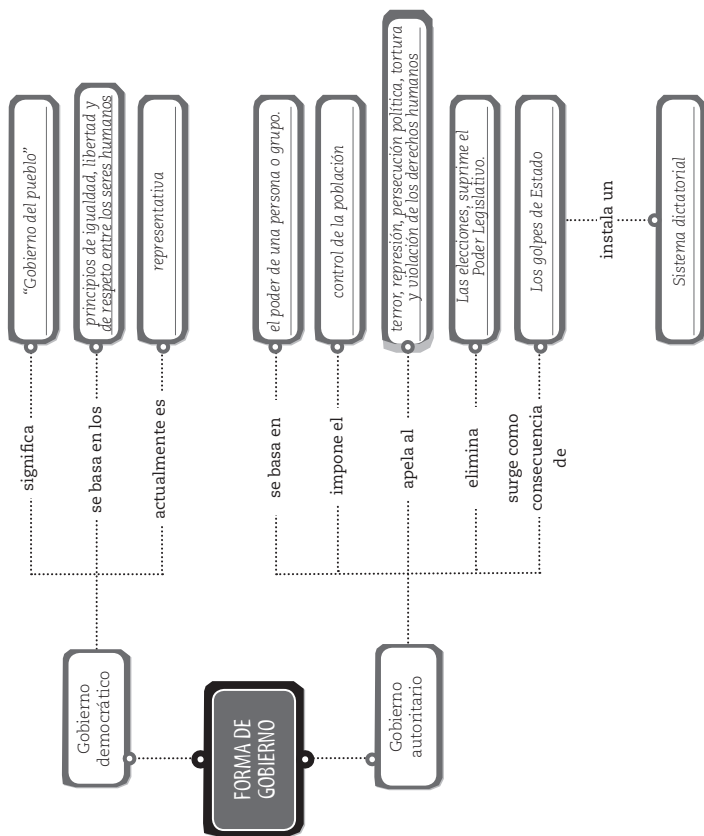 FORMA DE
GOBIERNO
Gobierno
democrático
significa
“Gobierno del pueblo”
se basa en los
principios de igualdad, libertad y
de respeto entre los seres humanos
actualmente es
representativa
Gobierno
autoritario
se basa en
el poder de una persona o grupo.
impone el
control de la población
apela al
terror, represión, persecución política, tortura
y violación de los derechos humanos
elimina
Las elecciones, suprime el
Poder Legislativo.
surge como
consecuencia
de
Los golpes de Estado
instala un
Sistema dictatorial